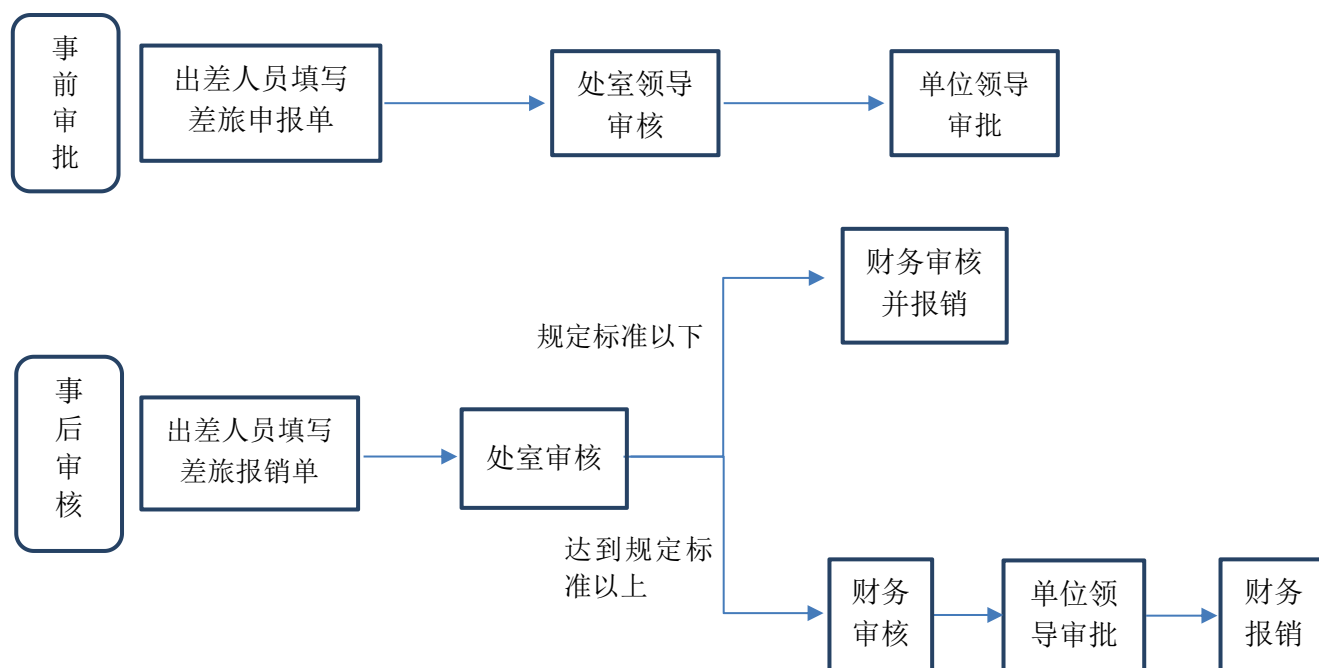 事
前
审
批
出差人员填写
差旅申报单
处室领导
审核
单位领导
审批
财务审核
并报销
规定标准以下
事
后
审
核
出差人员填写
差旅报销单
处室审核
达到规定标
准以上
财务
审核
单位领
导审批
财务
报销